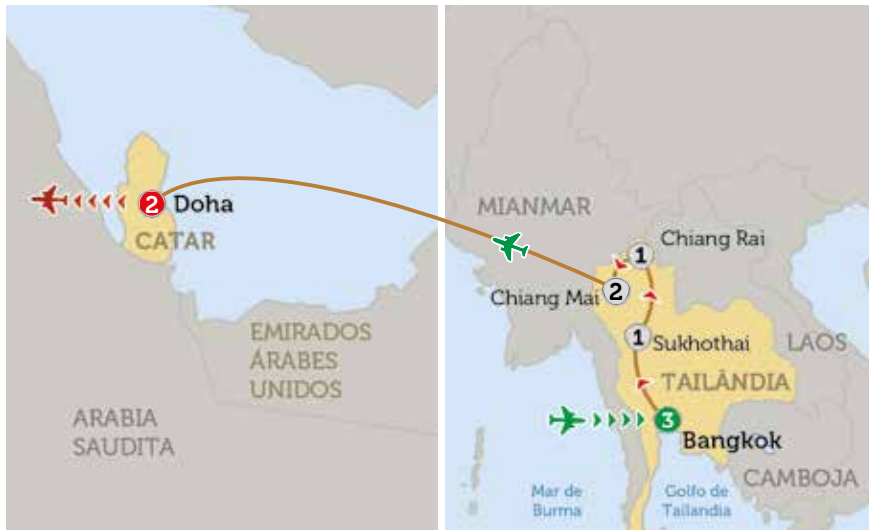 2 Doha
CATAR
EMIRADOS
ÁRABES
UNIDOS
ARABIA
SAUDITA
MIANMAR
1 Chiang Rai
Chiang Mai 2
1 Sukhothai
LAOS
TAILÂNDIA
3
Bangkok
CAMBOJA
Mar de
Burma
Golfo de
Tailandia